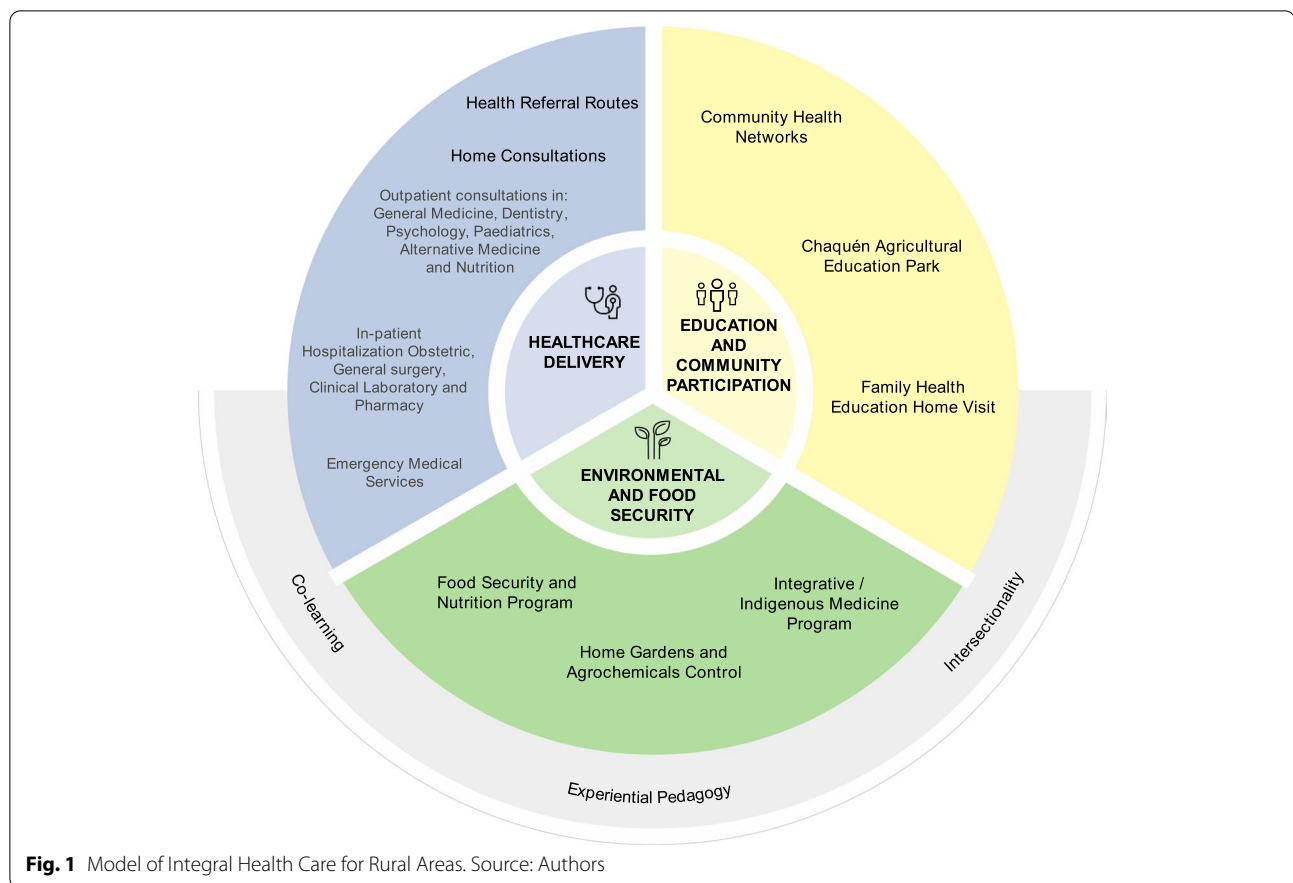 Health Referral Routes
Home Consultations
Outpatient consultations in:
General Medicine, Dentistry,
Psychology, Paediatrics,
Alternative Medicine
and Nutrition
In-patient
Hospitalization Obstetric,
General surgery,
Clinical Laboratory and
Pharmacy
Emergency Medical
Services
HEALTHCARE
DELIVERY
Community Health
Networks
Chaquén Agricultural
Education Park
Family Health
Education Home Visit
EDUCATION
AND
COMMUNITY
PARTICIPATION
ENVIRONMENTAL
AND FOOD
SECURITY
Food Security and
Nutrition Program
Home Gardens and
Agrochemicals Control
Integrative /
Indigenous Medicine
Program
Co-learning
Experiential Pedagogy
Intersectionality
Fig. 1 Model of Integral Health Care for Rural Areas. Source: Authors